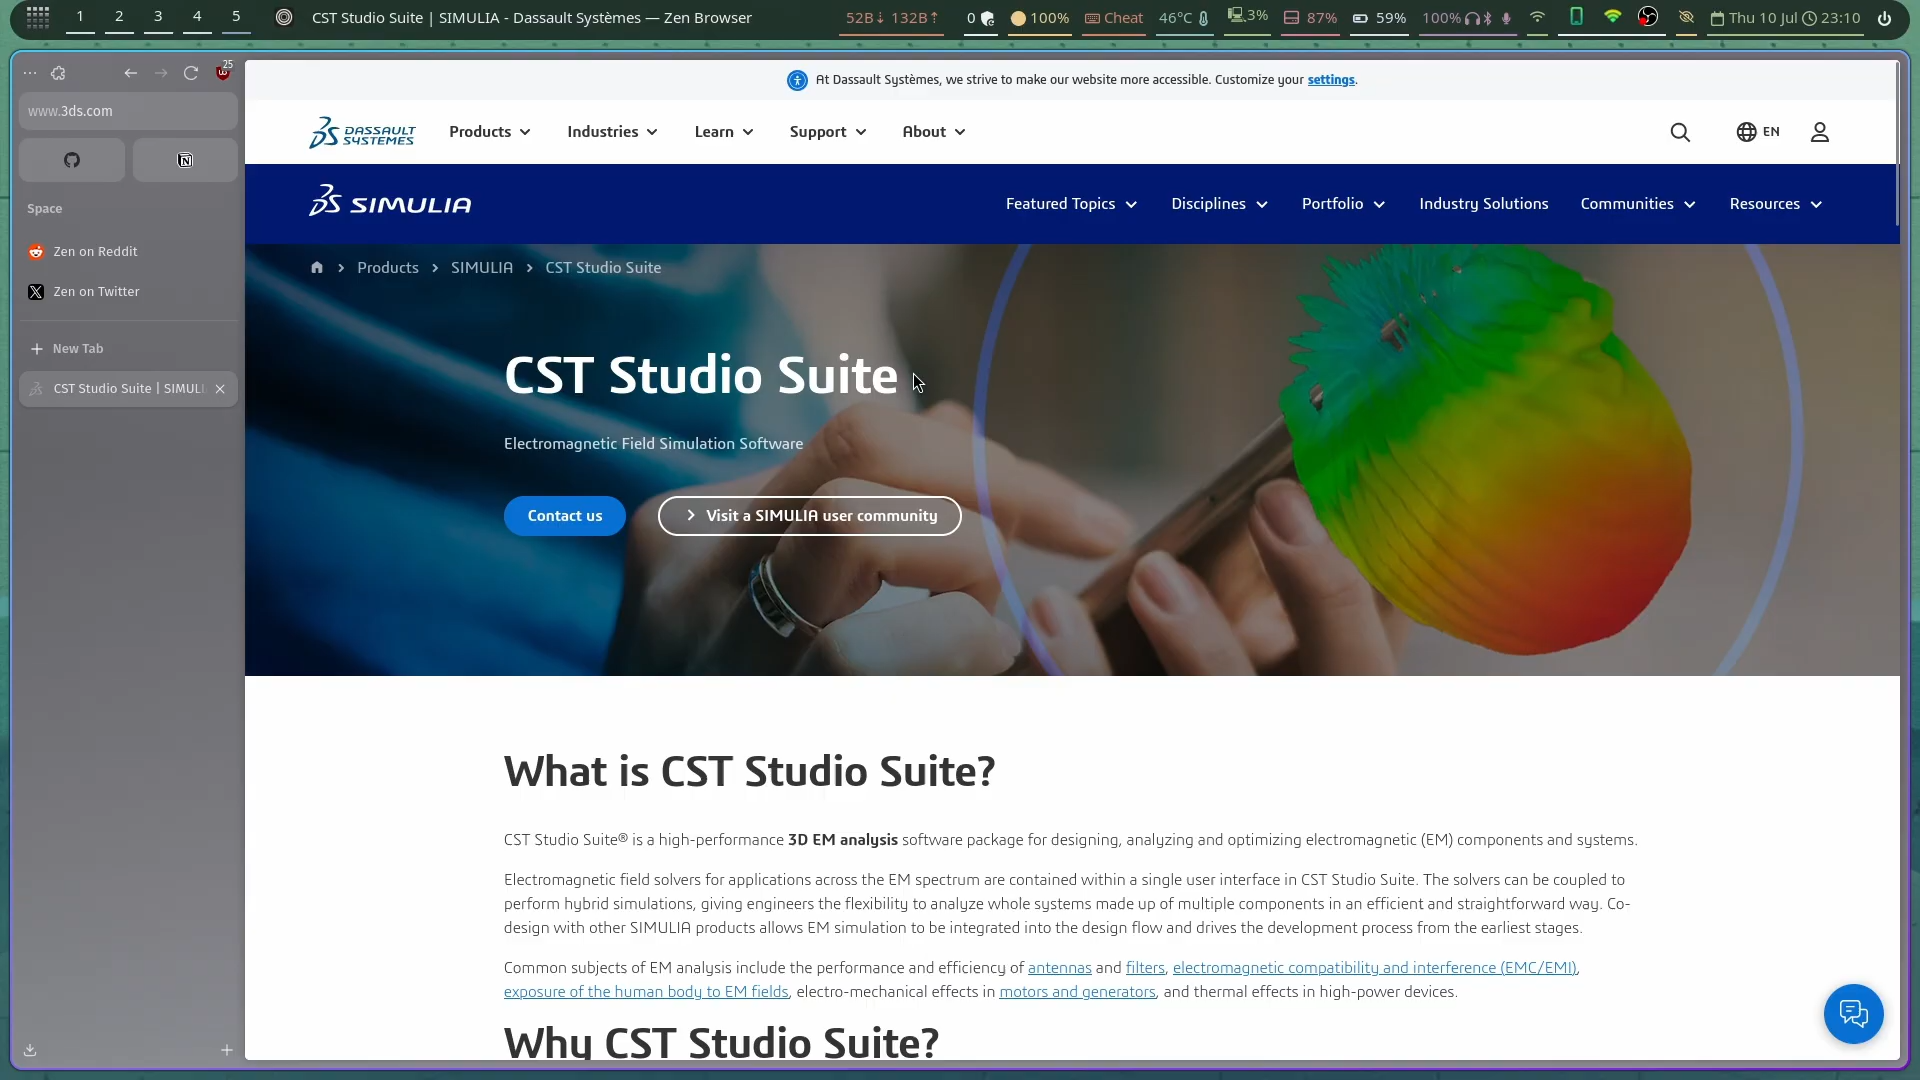 1 2 3 4 5 CST Studio Suite | SIMULIA - Dassault Systèmes — Zen Browser 52B↓ 132B↑ 0 100% Cheat 46°C 3% 87% 59% 100% Thu 10 Jul 23:10
25
www.3ds.com
Space
Zen on Reddit
Zen on Twitter
New Tab
CST Studio Suite | SIMULI
At Dassault Systèmes, we strive to make our website more accessible. Customize your settings.
DASSAULT SYSTEMES Products Industries Learn Support About EN
SIMULIA Featured Topics Disciplines Portfolio Industry Solutions Communities Resources
Products > SIMULIA > CST Studio Suite
CST Studio Suite
Electromagnetic Field Simulation Software
Contact us Visit a SIMULIA user community
What is CST Studio Suite?
CST Studio Suite® is a high-performance 3D EM analysis software package for designing, analyzing and optimizing electromagnetic (EM) components and systems.
Electromagnetic field solvers for applications across the EM spectrum are contained within a single user interface in CST Studio Suite. The solvers can be coupled to
perform hybrid simulations, giving engineers the flexibility to analyze whole systems made up of multiple components in an efficient and straightforward way. Co-
design with other SIMULIA products allows EM simulation to be integrated into the design flow and drives the development process from the earliest stages.
Common subjects of EM analysis include the performance and efficiency of antennas and filters, electromagnetic compatibility and interference (EMC/EMI),
exposure of the human body to EM fields, electro-mechanical effects in motors and generators, and thermal effects in high-power devices.
Why CST Studio Suite?